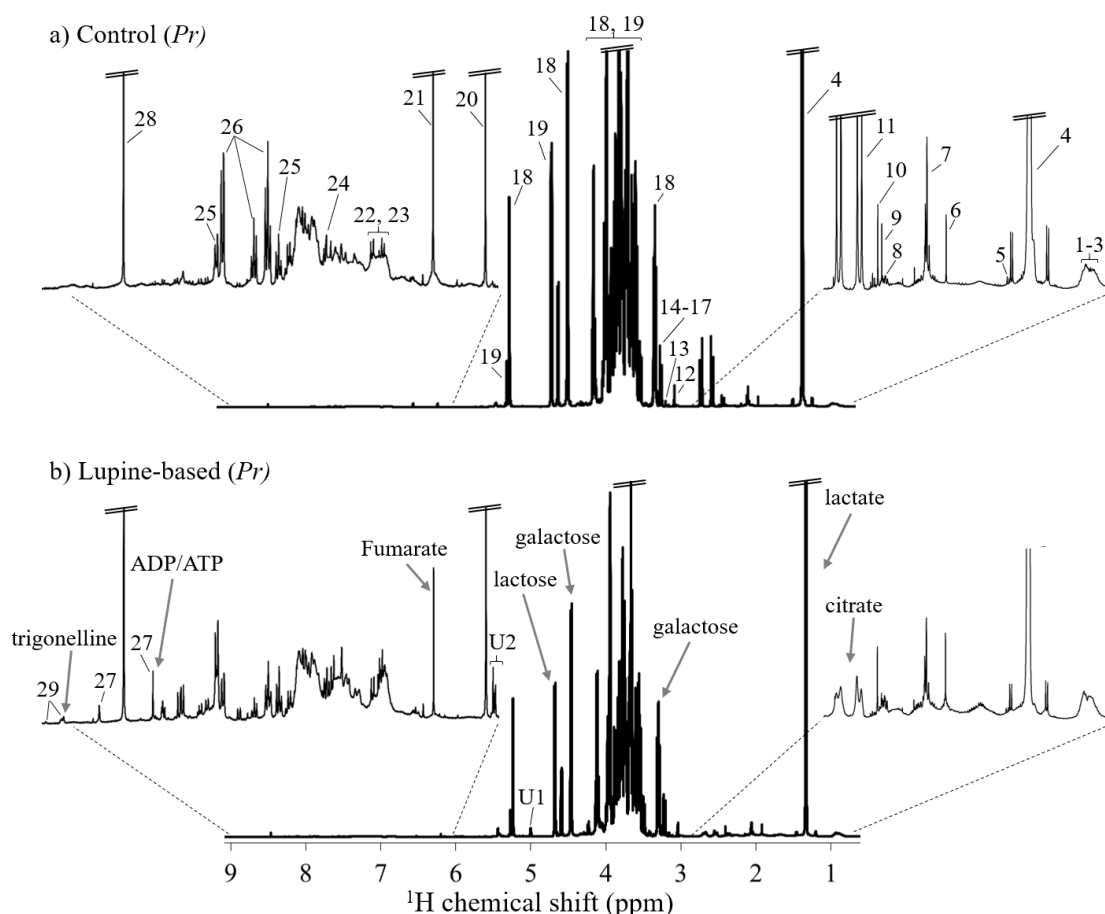 a) Control (Pr)
18, 19
28
26
25
25
24
22, 23
21
20
19
18
18
19
18
14-17
13
12
4
11
10
9
8
7
6
5
4
1-3
b) Lupine-based (Pr)
trigonelline
29
27
ADP/ATP
27
Fumarate
U2
lactose
galactose
U1
galactose
lactate
citrate
9 8 7 6 5 4 3 2 1
¹H chemical shift (ppm)